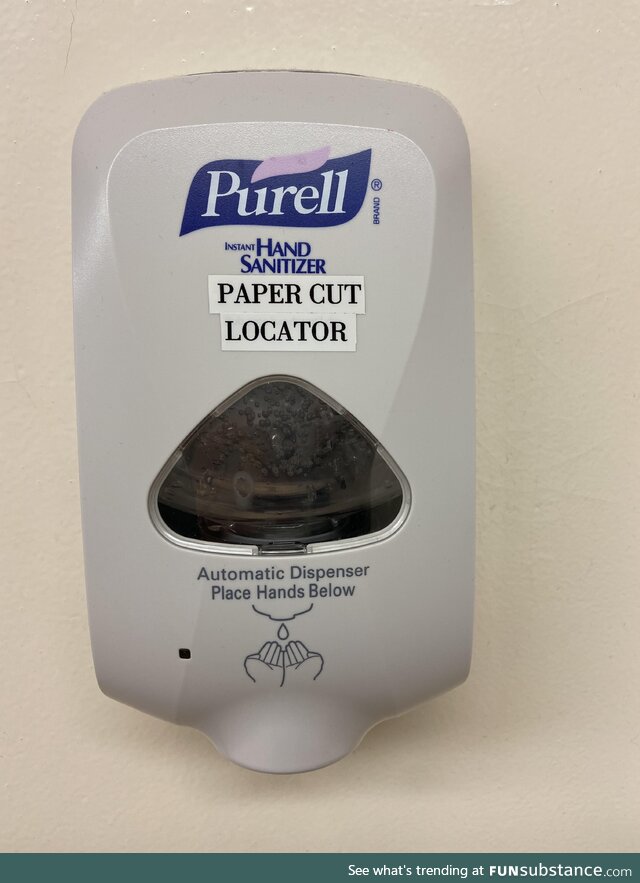 Purell®
BRAND
INSTANT HAND
SANITIZER
PAPER CUT
LOCATOR
Automatic Dispenser
Place Hands Below
See what's trending at FUNsubstance.com